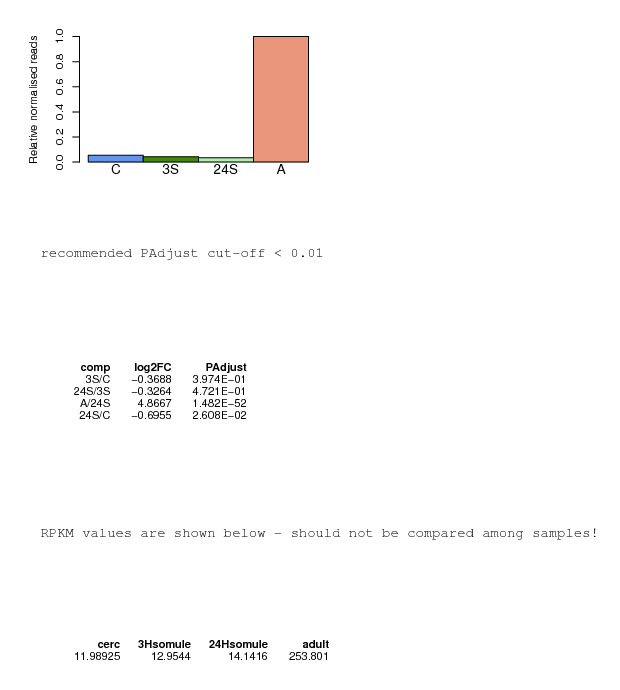 Relative normalised reads
1.0
0.8
0.6
0.4
0.2
0.0
C 3S 24S A
recommended PAdjust cut-off < 0.01
comp log2FC PAdjust
3S/C −0.3688 3.974E−01
24S/3S −0.3264 4.721E−01
A/24S 4.8667 1.482E−52
24S/C −0.6955 2.608E−02
RPKM values are shown below - should not be compared among samples!
cerc 3Hsomule 24Hsomule adult
11.98925 12.9544 14.1416 253.801